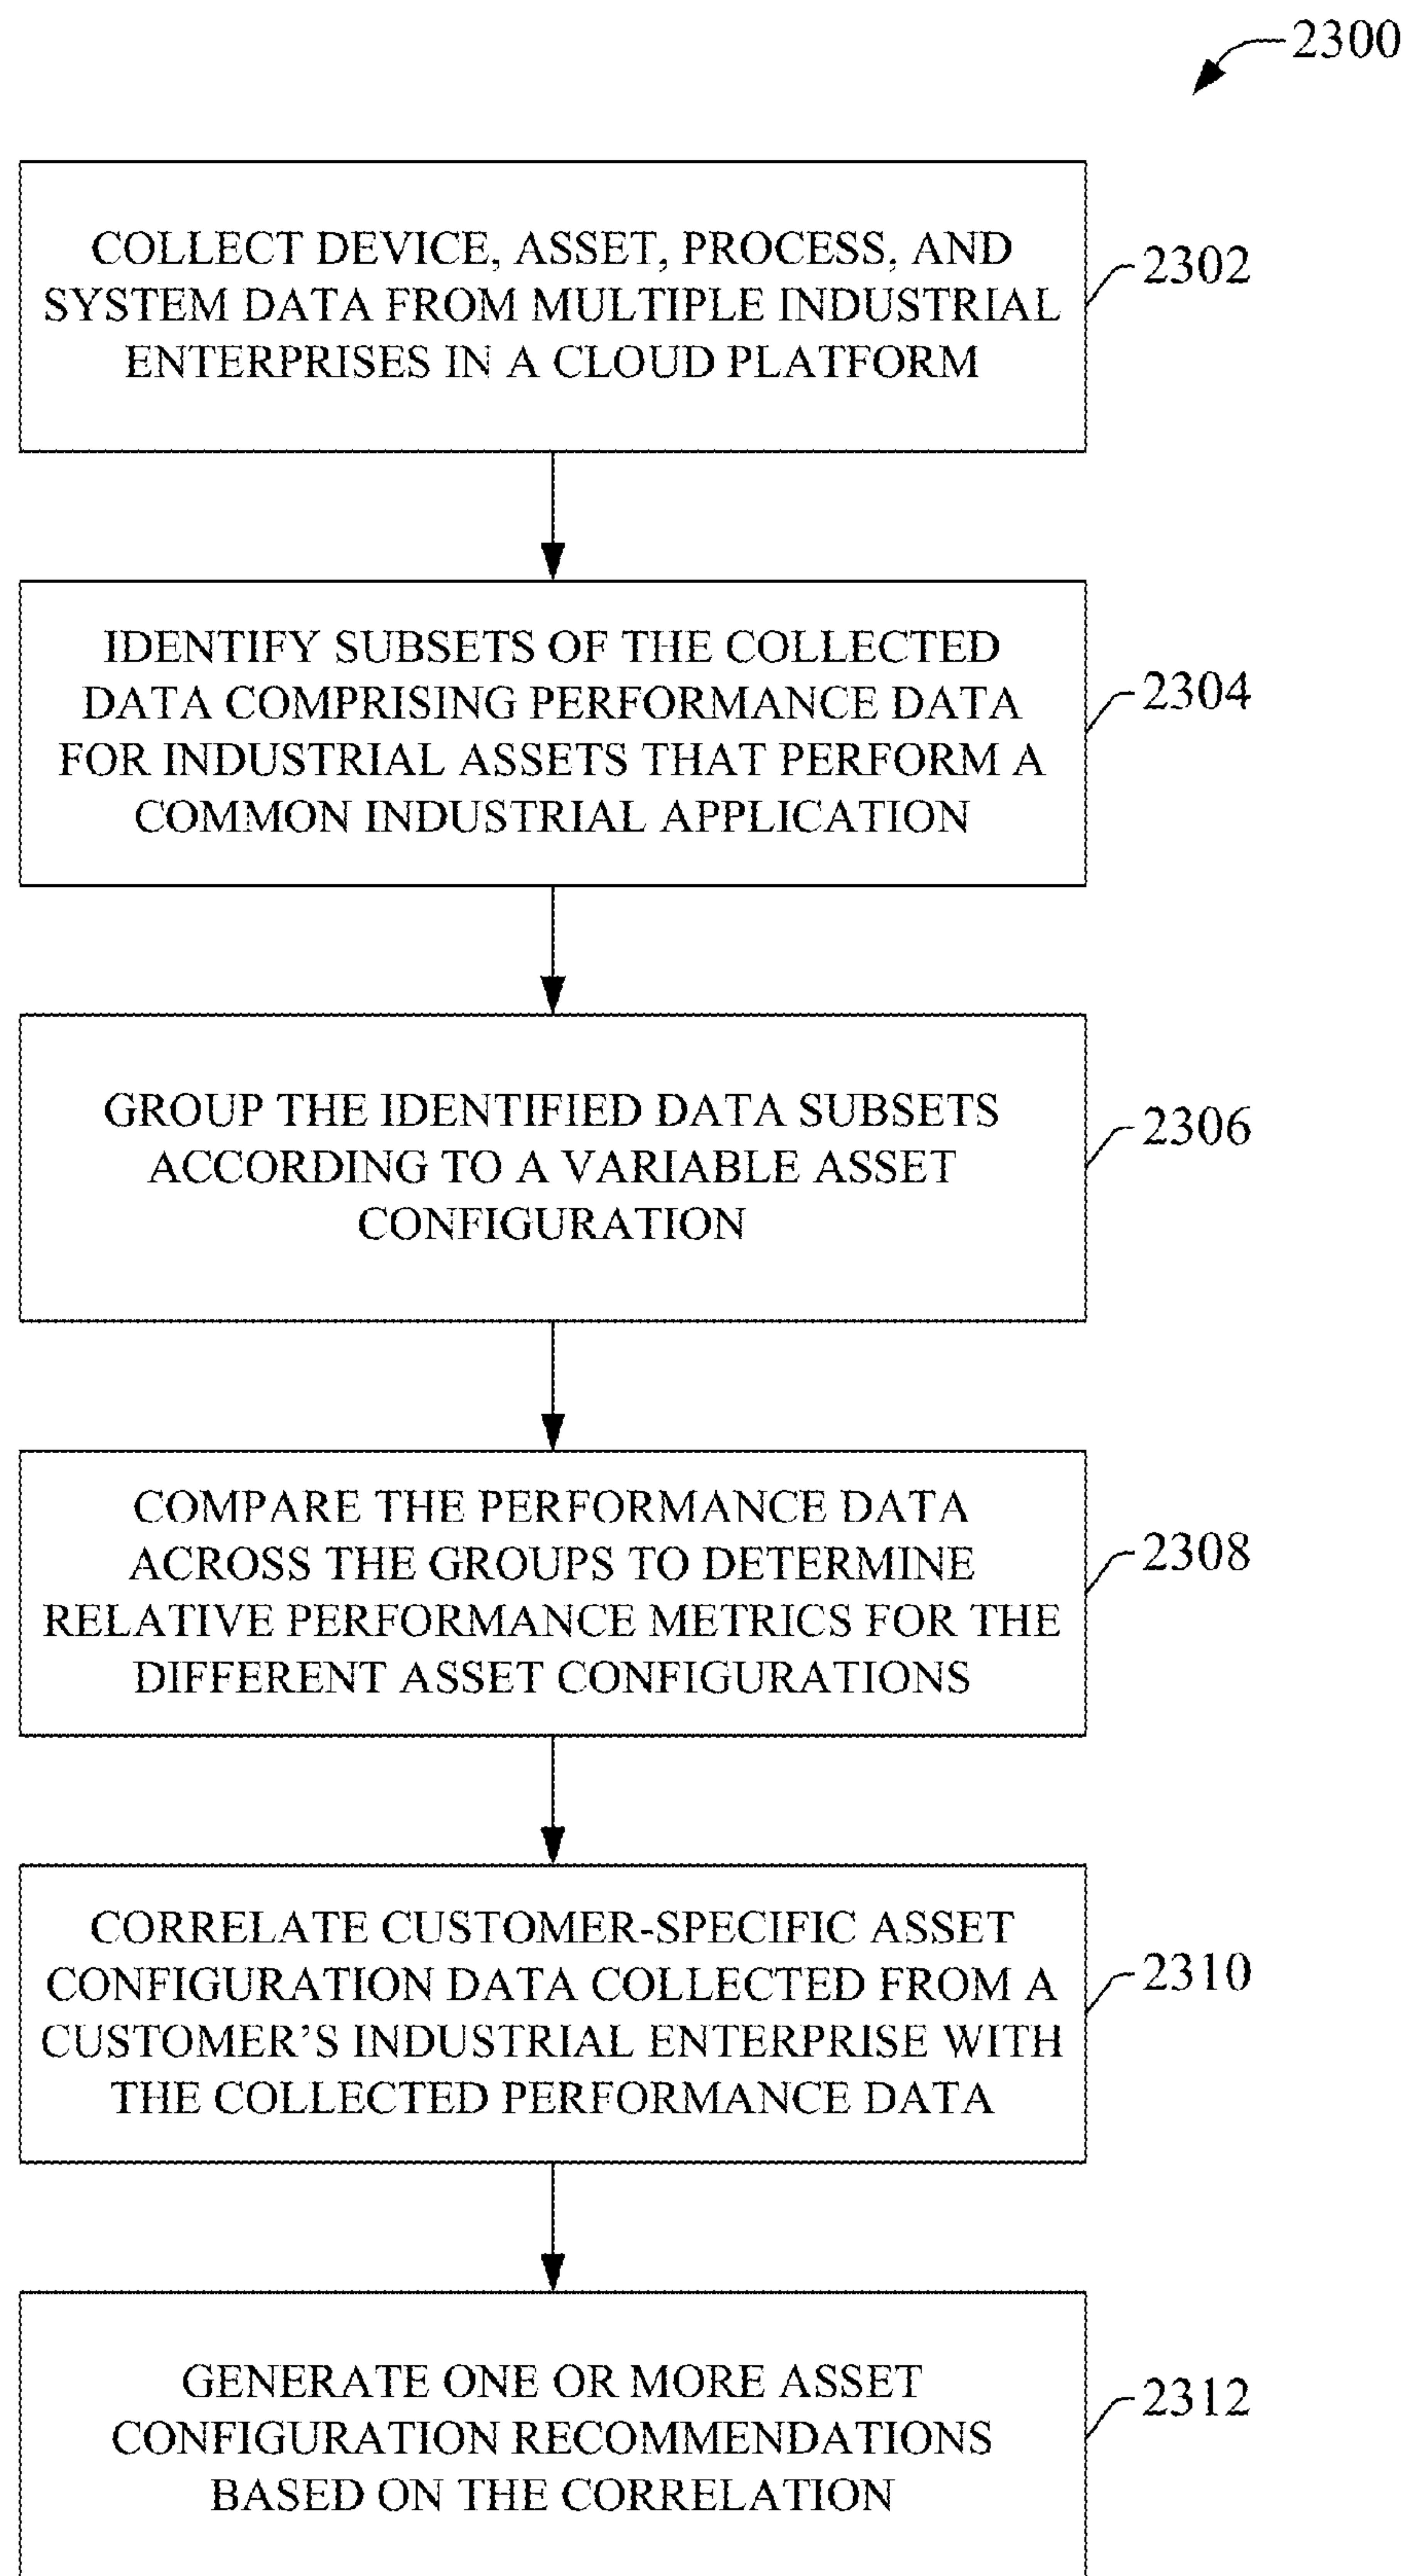 2300
COLLECT DEVICE, ASSET, PROCESS, AND
SYSTEM DATA FROM MULTIPLE INDUSTRIAL
ENTERPRISES IN A CLOUD PLATFORM
2302
IDENTIFY SUBSETS OF THE COLLECTED
DATA COMPRISING PERFORMANCE DATA
FOR INDUSTRIAL ASSETS THAT PERFORM A
COMMON INDUSTRIAL APPLICATION
2304
GROUP THE IDENTIFIED DATA SUBSETS
ACCORDING TO A VARIABLE ASSET
CONFIGURATION
2306
COMPARE THE PERFORMANCE DATA
ACROSS THE GROUPS TO DETERMINE
RELATIVE PERFORMANCE METRICS FOR THE
DIFFERENT ASSET CONFIGURATIONS
2308
CORRELATE CUSTOMER-SPECIFIC ASSET
CONFIGURATION DATA COLLECTED FROM A
CUSTOMER'S INDUSTRIAL ENTERPRISE WITH
THE COLLECTED PERFORMANCE DATA
2310
GENERATE ONE OR MORE ASSET
CONFIGURATION RECOMMENDATIONS
BASED ON THE CORRELATION
2312